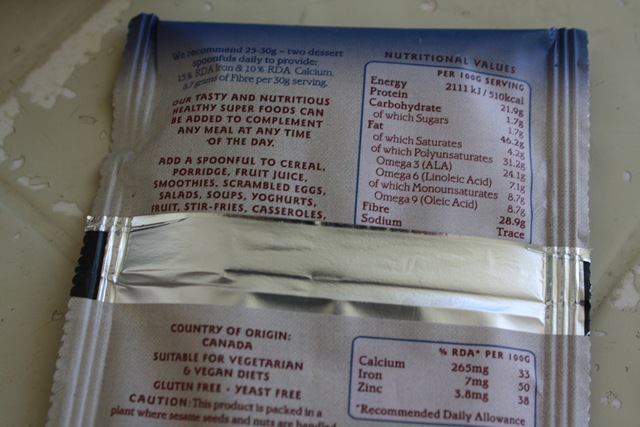 We recommend 25-30g – two dessert
spoonfuls daily to provide:
15% RDA Iron & 10% RDA Calcium.
8.7 grams of Fibre per 30g serving.
OUR TASTY AND NUTRITIOUS
HEALTHY SUPER FOODS CAN
BE ADDED TO COMPLEMENT
ANY MEAL AT ANY TIME
OF THE DAY.
ADD A SPOONFUL TO CEREAL,
PORRIDGE, FRUIT JUICE,
SMOOTHIES, SCRAMBLED EGGS,
SALADS, SOUPS, YOGHURTS,
FRUIT, STIR-FRIES, CASSEROLES,
NUTRITIONAL VALUES
PER 100G SERVING
Energy 2111 kJ / 510kcal
Protein 21.9g
Carbohydrate 1.7g
of which Sugars 1.7g
Fat 46.2g
of which Saturates 4.2g
of which Polyunsaturates 31.2g
Omega 3 (ALA) 24.1g
Omega 6 (Linoleic Acid) 7.1g
of which Monounsaturates 8.7g
Omega 9 (Oleic Acid) 8.7g
Fibre 28.9g
Sodium Trace
COUNTRY OF ORIGIN:
CANADA
SUITABLE FOR VEGETARIAN
& VEGAN DIETS
GLUTEN FREE - YEAST FREE
CAUTION: This product is packed in a
plant where sesame seeds and nuts are handled
% RDA* PER 100G
Calcium 265mg 33
Iron 7mg 50
Zinc 3.8mg 38
*Recommended Daily Allowance